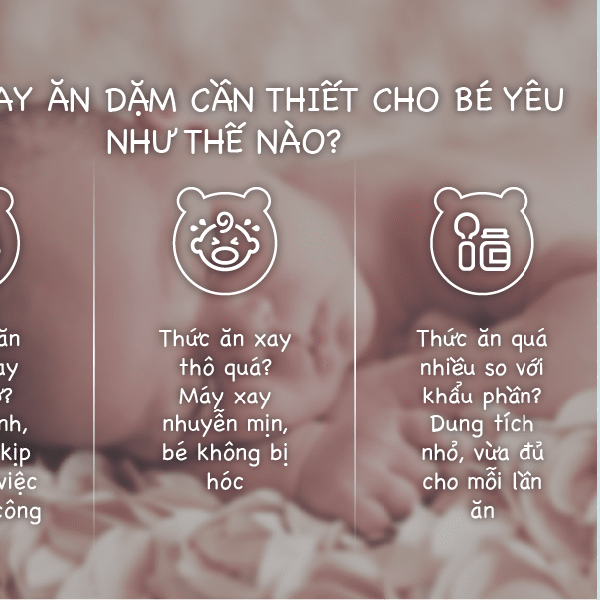 AY ĂN DẶM CẦN THIẾT CHO BÉ YÊU
NHƯ THẾ NÀO?
ăn
ay
?
nh,
kịp
việc
công
Thức ăn xay
thô quá?
Máy xay
nhuyễn mịn,
bé không bị
hóc
Thức ăn quá
nhiều so với
khẩu phần?
Dung tích
nhỏ, vừa đủ
cho mỗi lần
ăn